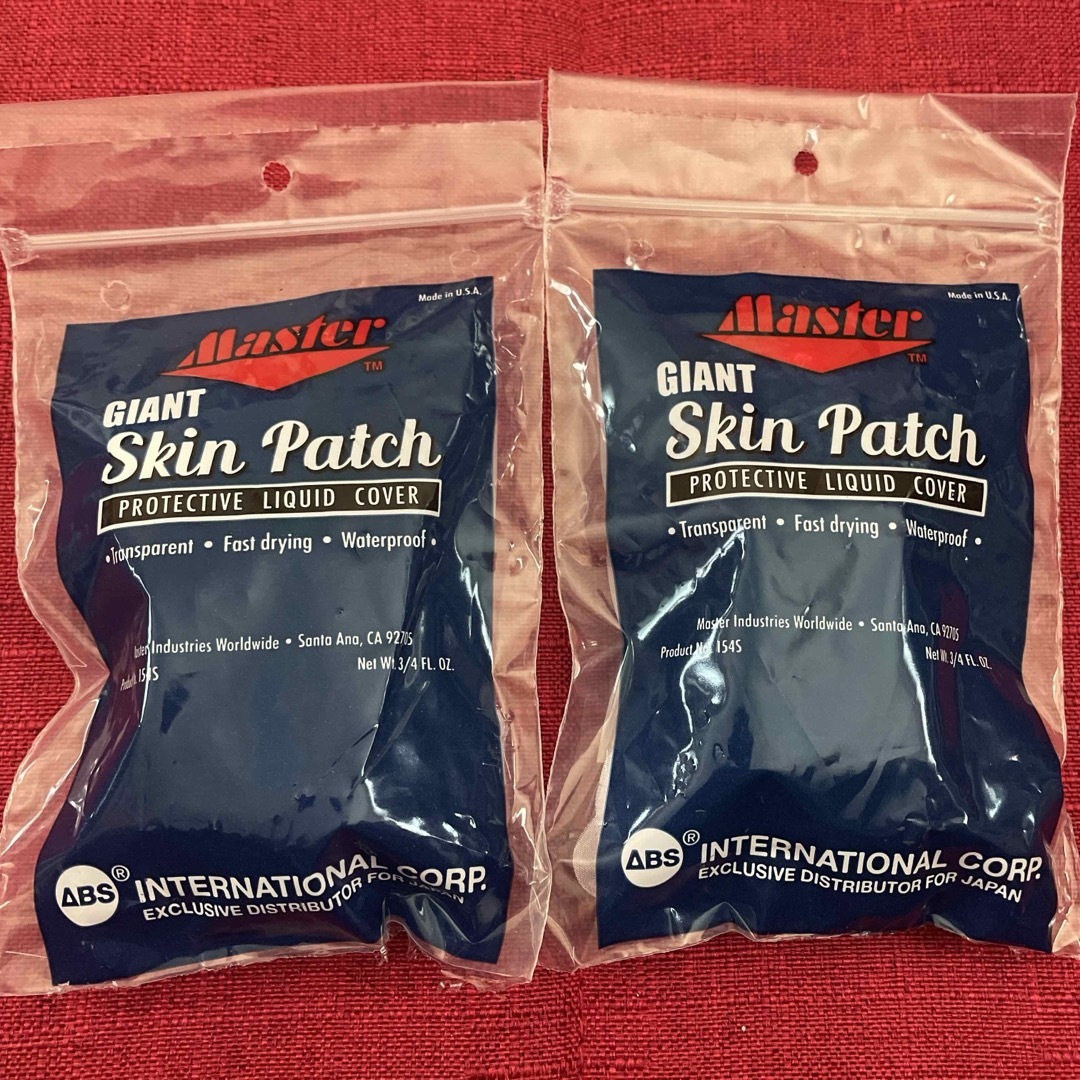 Made in U.S.A.
Master
TM
GIANT
Skin Patch
PROTECTIVE LIQUID COVER
• Transparent • Fast drying • Waterproof •
Industries Worldwide • Santa Ana, CA 92705
154S
Net Wt. 3/4 FL. OZ.
ABS ® INTERNATIONAL CORP.
EXCLUSIVE DISTRIBUTOR FOR JAPAN
Made in U.S.A.
Master
TM
GIANT
Skin Patch
PROTECTIVE LIQUID COVER
• Transparent • Fast drying • Waterproof •
Master Industries Worldwide • Santa Ana, CA 92705
Product No. 154S
Net Wt. 3/4 FL. OZ.
ABS ® INTERNATIONAL CORP.
EXCLUSIVE DISTRIBUTOR FOR JAPAN